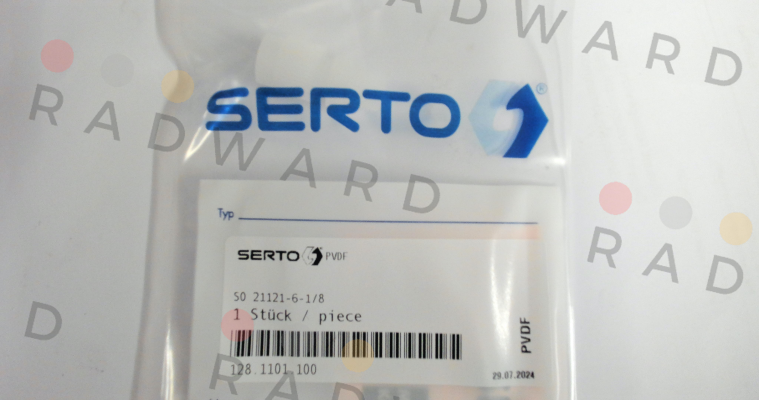 RADWARD
RADWARD
SERTO®
Typ
SERTO PVDF
SO 21121-6-1/8
1 Stück / piece
PVDF
128.1101.100
29.07.2024
RAD
D
RADWARD